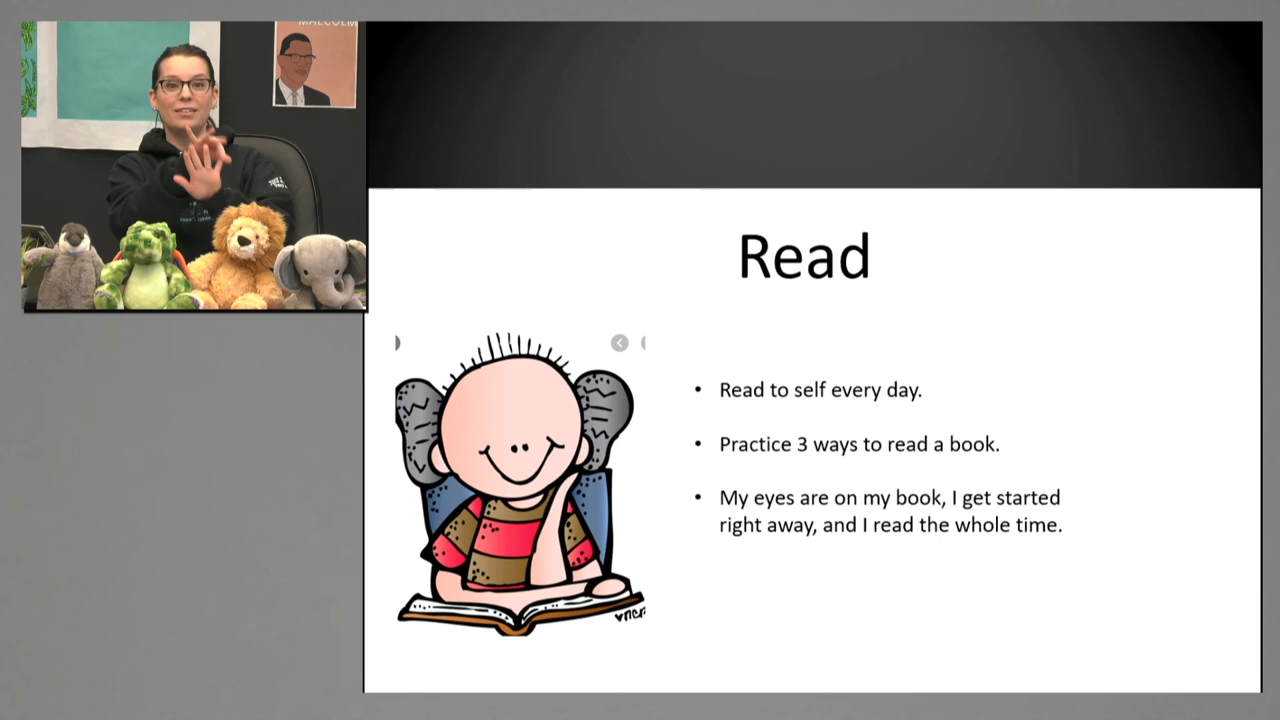 MALCOLM
Read
• Read to self every day.
• Practice 3 ways to read a book.
• My eyes are on my book, I get started
right away, and I read the whole time.